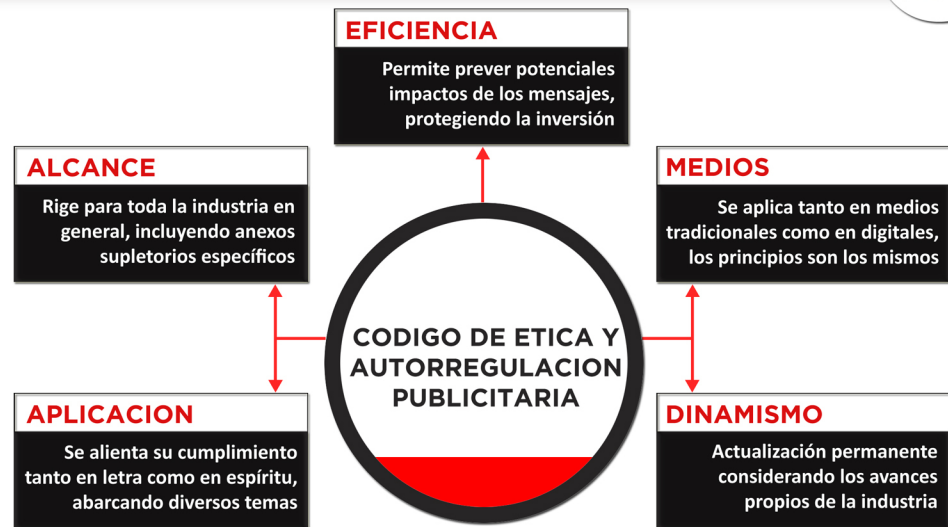 EFICIENCIA
Permite prever potenciales
impactos de los mensajes,
protegiendo la inversión
ALCANCE
Rige para toda la industria en
general, incluyendo anexos
supletorios específicos
MEDIOS
Se aplica tanto en medios
tradicionales como en digitales,
los principios son los mismos
CODIGO DE ETICA Y
AUTORREGULACION
PUBLICITARIA
APLICACION
Se alienta su cumplimiento
tanto en letra como en espíritu,
abarcando diversos temas
DINAMISMO
Actualización permanente
considerando los avances
propios de la industria